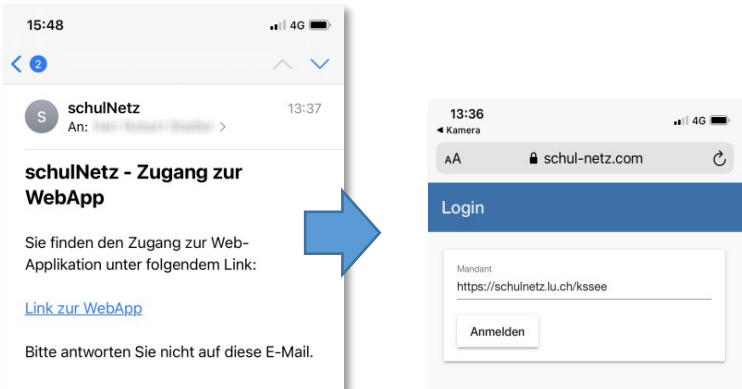 15:48
4G
2
S
schulNetz
13:37
An:
schulNetz - Zugang zur
WebApp
Sie finden den Zugang zur Web-
Applikation unter folgendem Link:
Link zur WebApp
Bitte antworten Sie nicht auf diese E-Mail.
13:36
4G
Kamera
AA
schul-netz.com
Login
Mandant
https://schulnetz.lu.ch/kssee
Anmelden